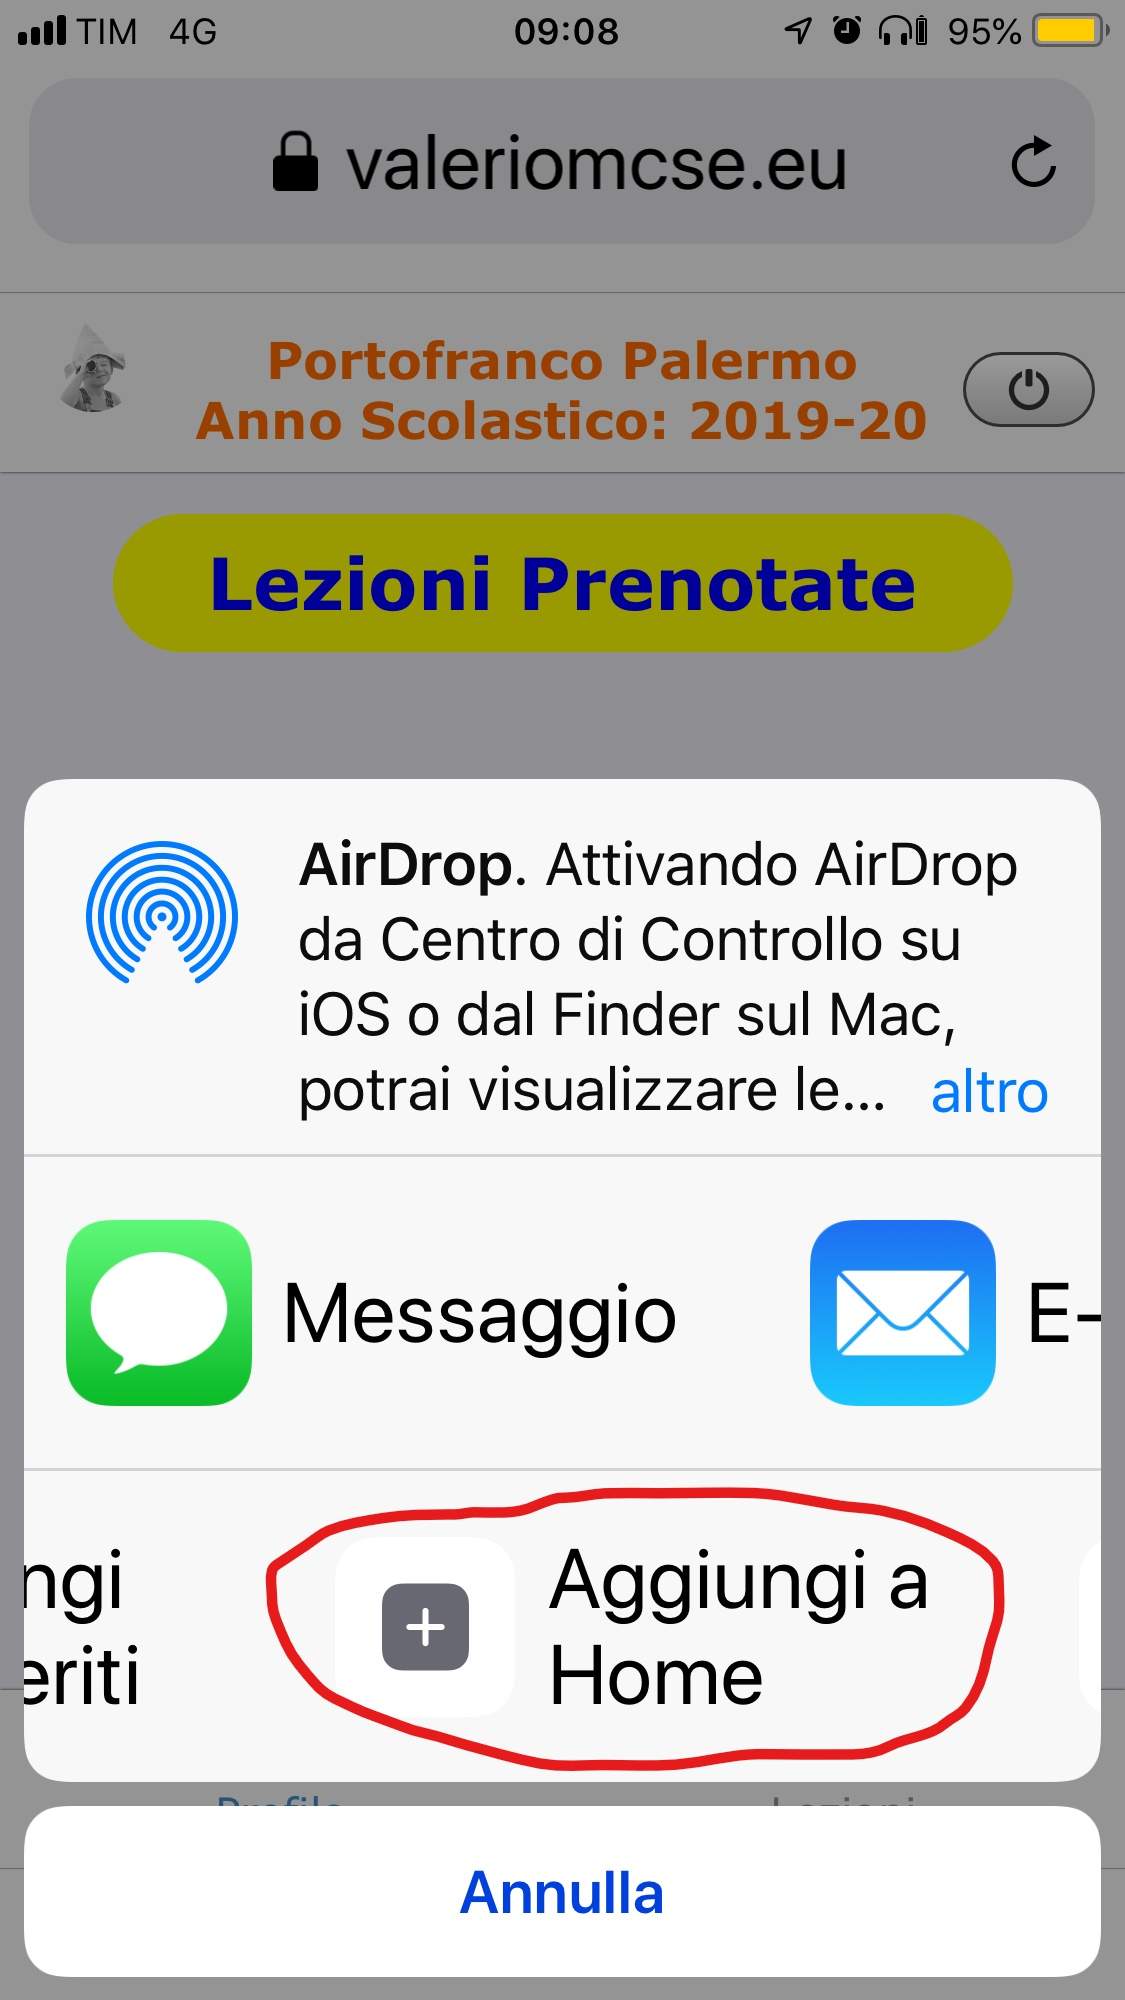 TIM 4G 09:08 95%
valeriomcse.eu
Portofranco Palermo
Anno Scolastico: 2019-20
Lezioni Prenotate
AirDrop. Attivando AirDrop
da Centro di Controllo su
iOS o dal Finder sul Mac,
potrai visualizzare le... altro
Messaggio E-
ngi
eriti
Aggiungi a
Home
Profilo Lezioni
Annulla